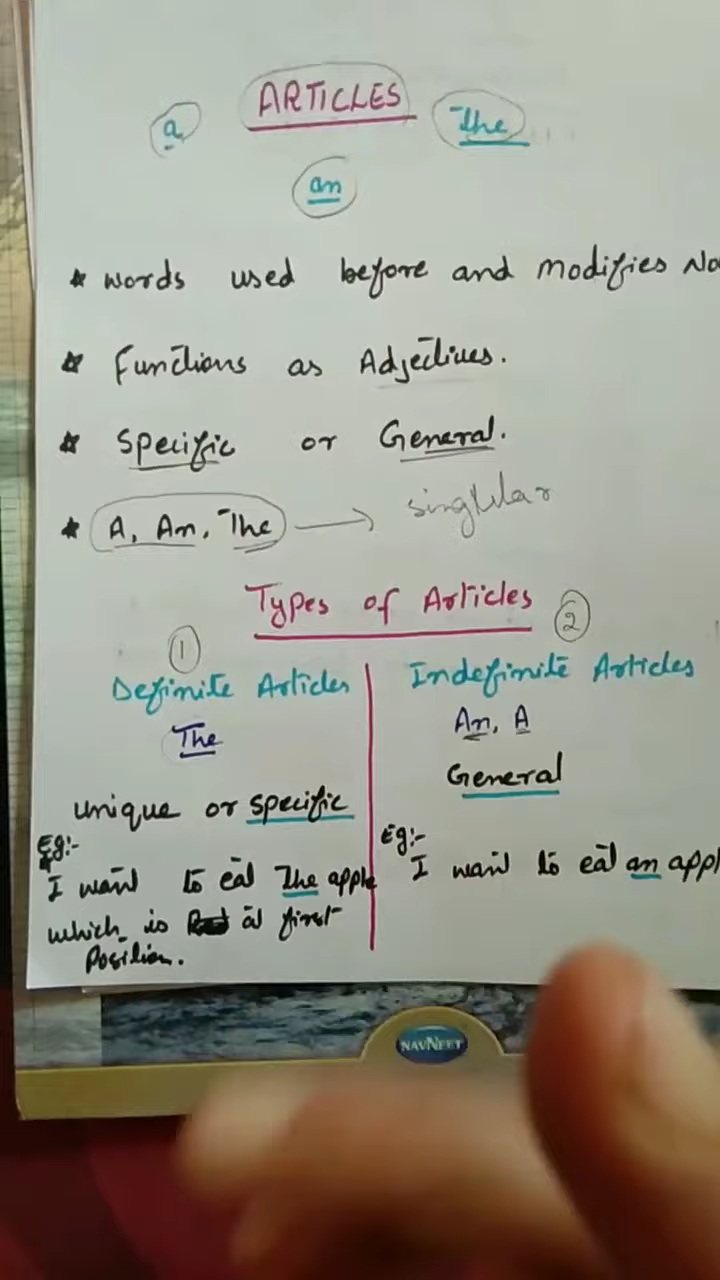 ARTICLES
a The
an
* words used before and modifies No
* Functions as Adjectives.
* Specific or General.
* A, An, The → singular
Types of Articles
1 2
Definite Articles
The
unique or specific
Eg:-
I want to eat The apple
which is at first
Position.
Indefinite Articles
An, A
General
Eg:-
I want to eat an appl
NAVNEET